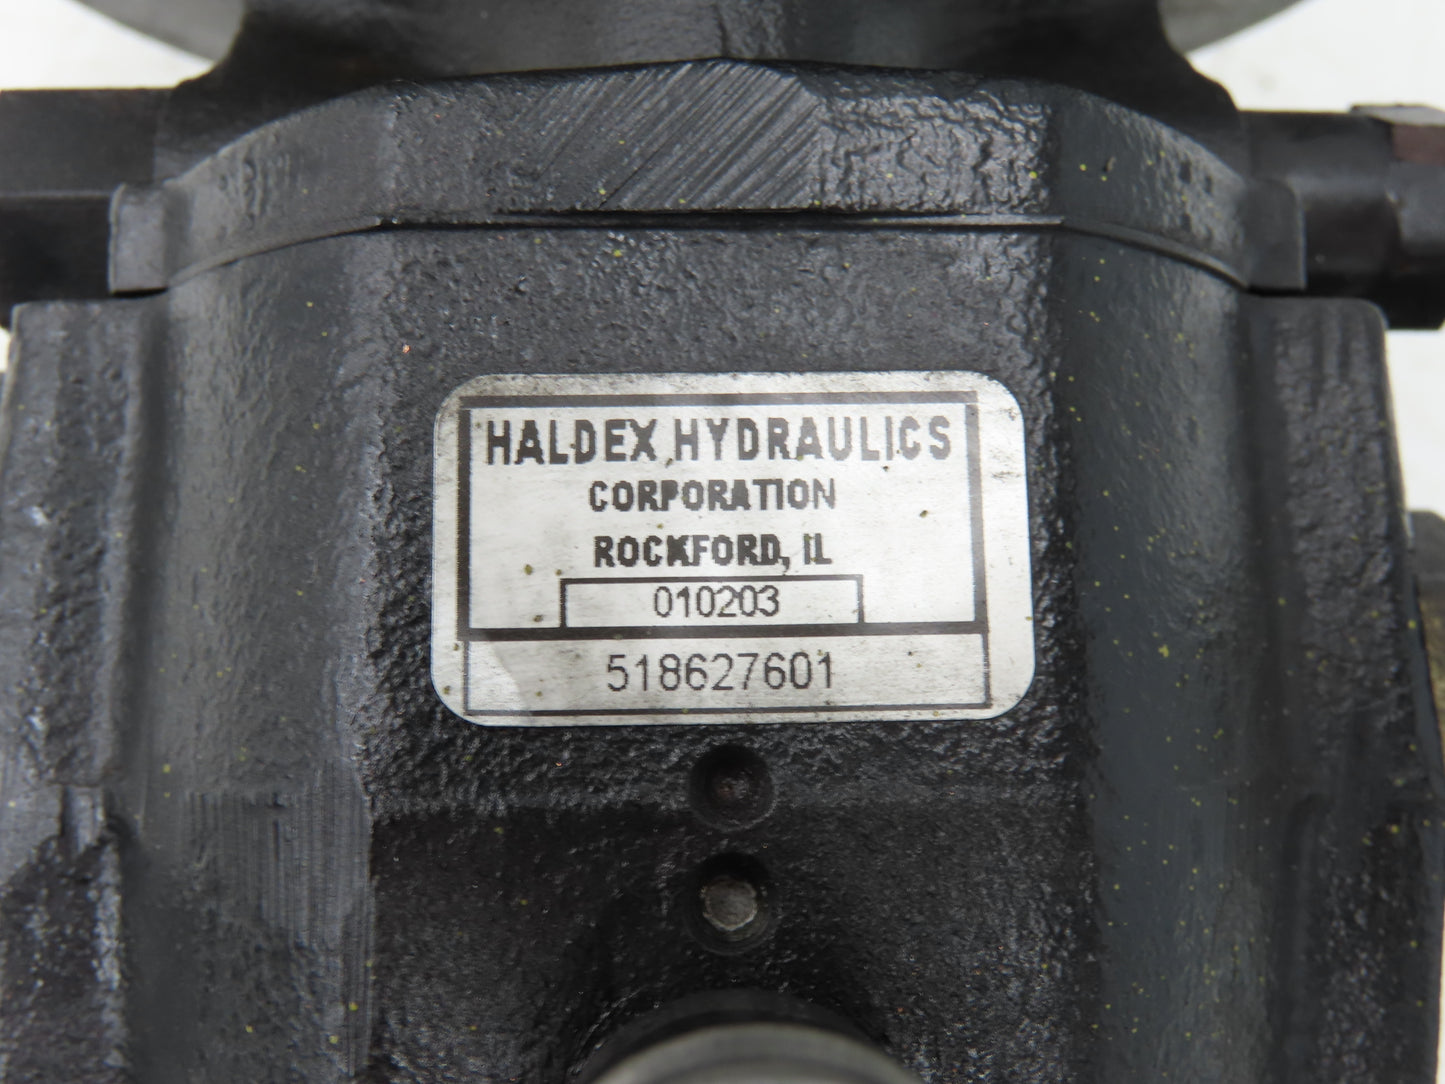 HALDEX HYDRAULICS
CORPORATION
ROCKFORD, IL
010203
518627601